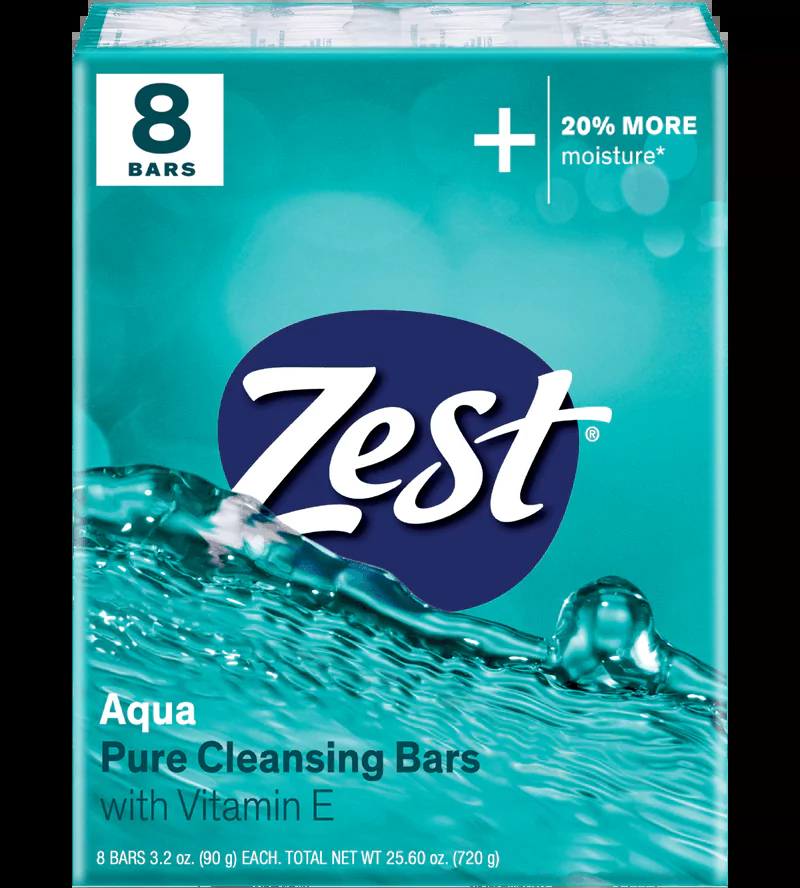 8
BARS
+
20% MORE
moisture*
Zest®
Aqua
Pure Cleansing Bars
with Vitamin E
8 BARS 3.2 oz. (90 g) EACH. TOTAL NET WT 25.60 oz. (720 g)